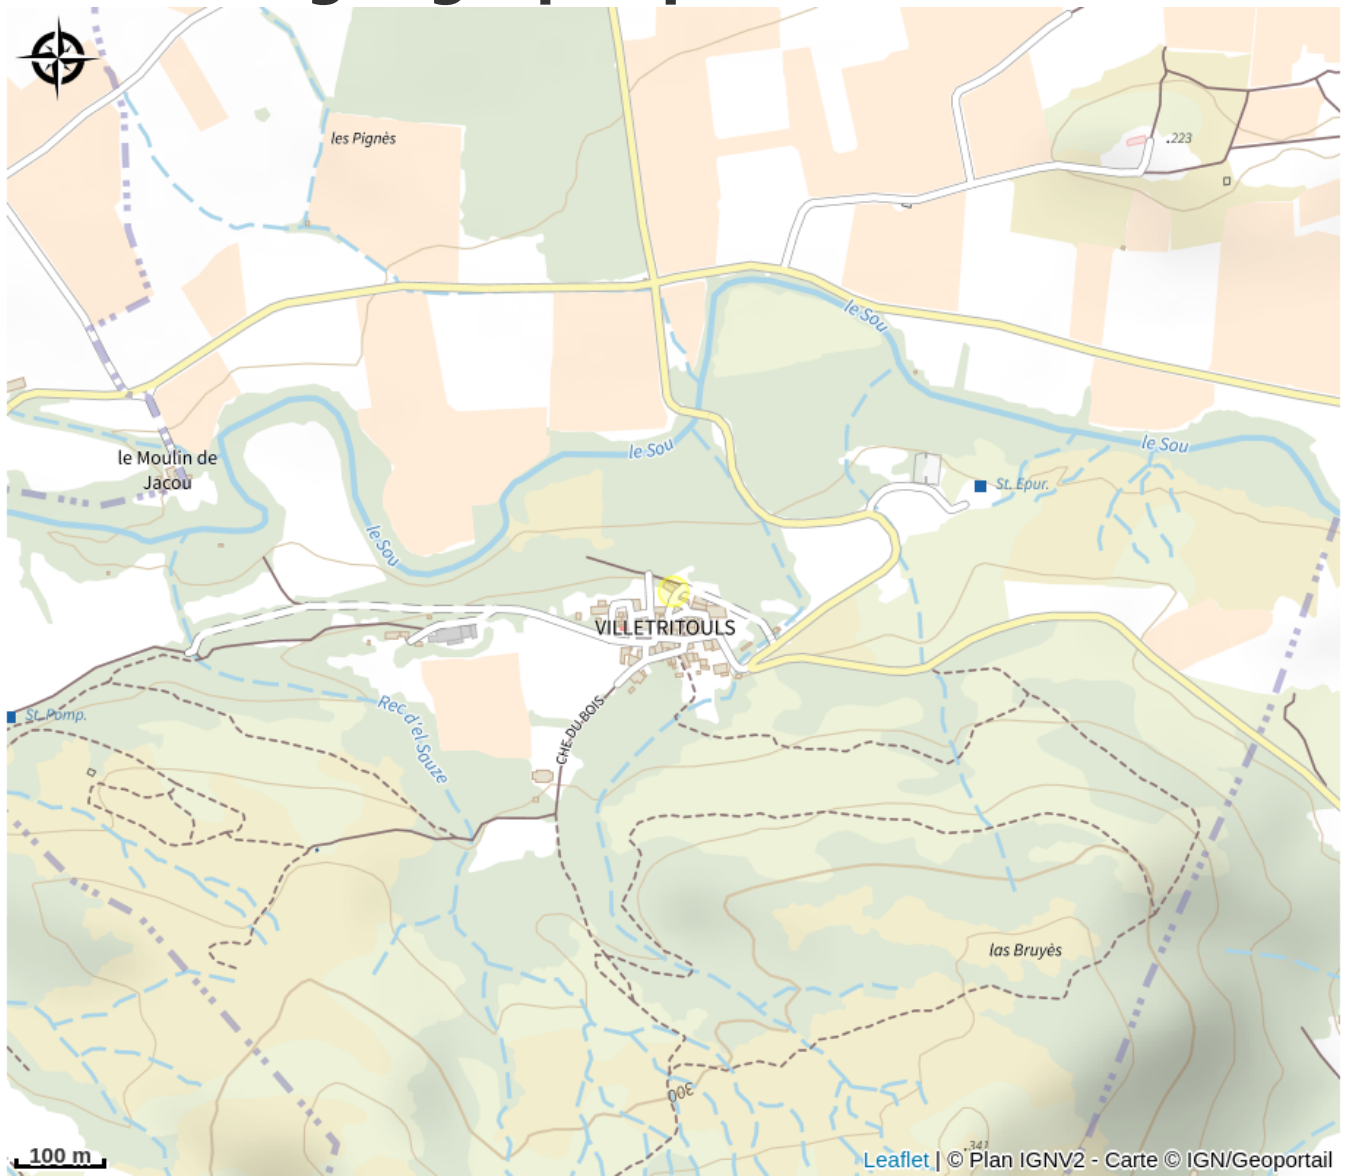 les Pignès
.223
le Sou
le Sou
le Sou
le Moulin de
Jacou
St. Epur.
le Sou
VILLETRITOULS
Rec d'el Sauze
CHE DU BOIS
St. Pomp.
las Bruyès
300
341
100 m
Leaflet | © Plan IGNV2 - Carte © IGN/Geoportail